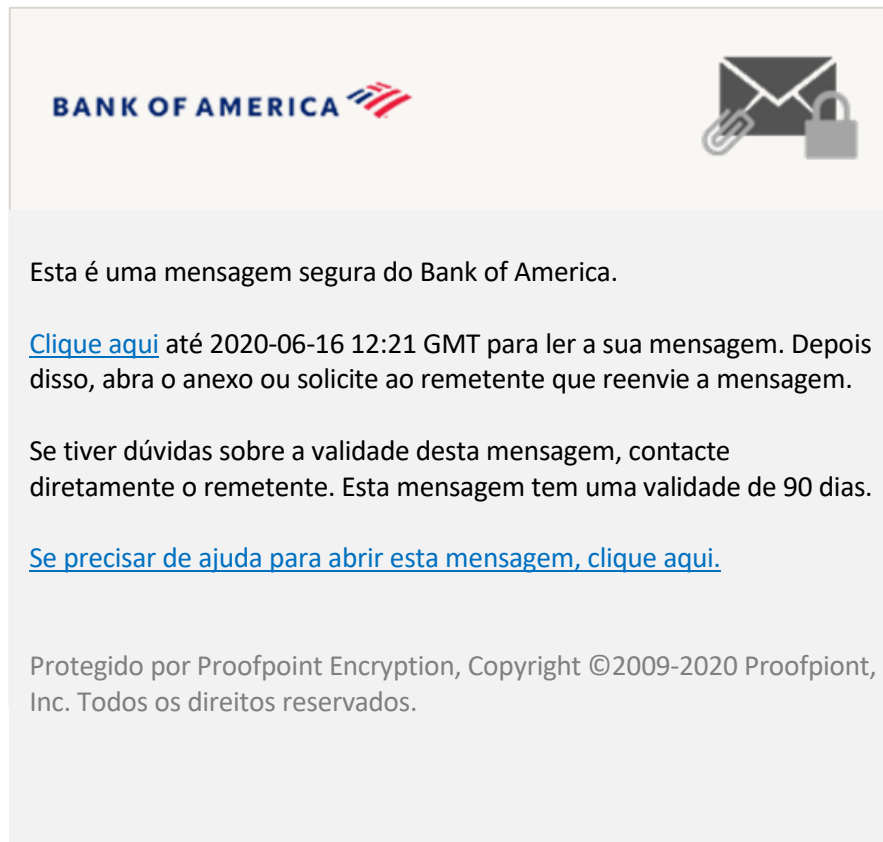 BANK OF AMERICA
Esta é uma mensagem segura do Bank of America.
Clique aqui até 2020-06-16 12:21 GMT para ler a sua mensagem. Depois
disso, abra o anexo ou solicite ao remetente que reenvie a mensagem.
Se tiver dúvidas sobre a validade desta mensagem, contacte
diretamente o remetente. Esta mensagem tem uma validade de 90 dias.
Se precisar de ajuda para abrir esta mensagem, clique aqui.
Protegido por Proofpoint Encryption, Copyright ©2009-2020 Proofpiont,
Inc. Todos os direitos reservados.